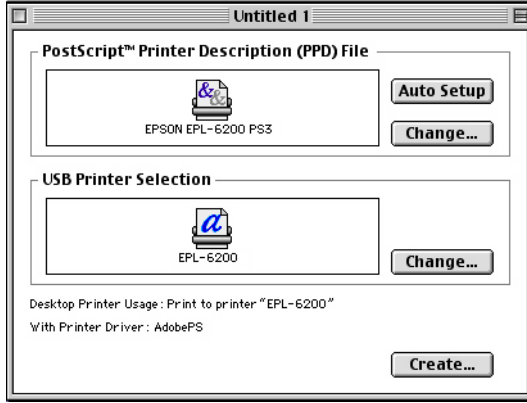 Untitled 1
PostScript™ Printer Description (PPD) File
&&
EPSON EPL-6200 PS3
Auto Setup
Change...
USB Printer Selection
a
EPL-6200
Change...
Desktop Printer Usage : Print to printer "EPL-6200"
With Printer Driver : AdobePS
Create...